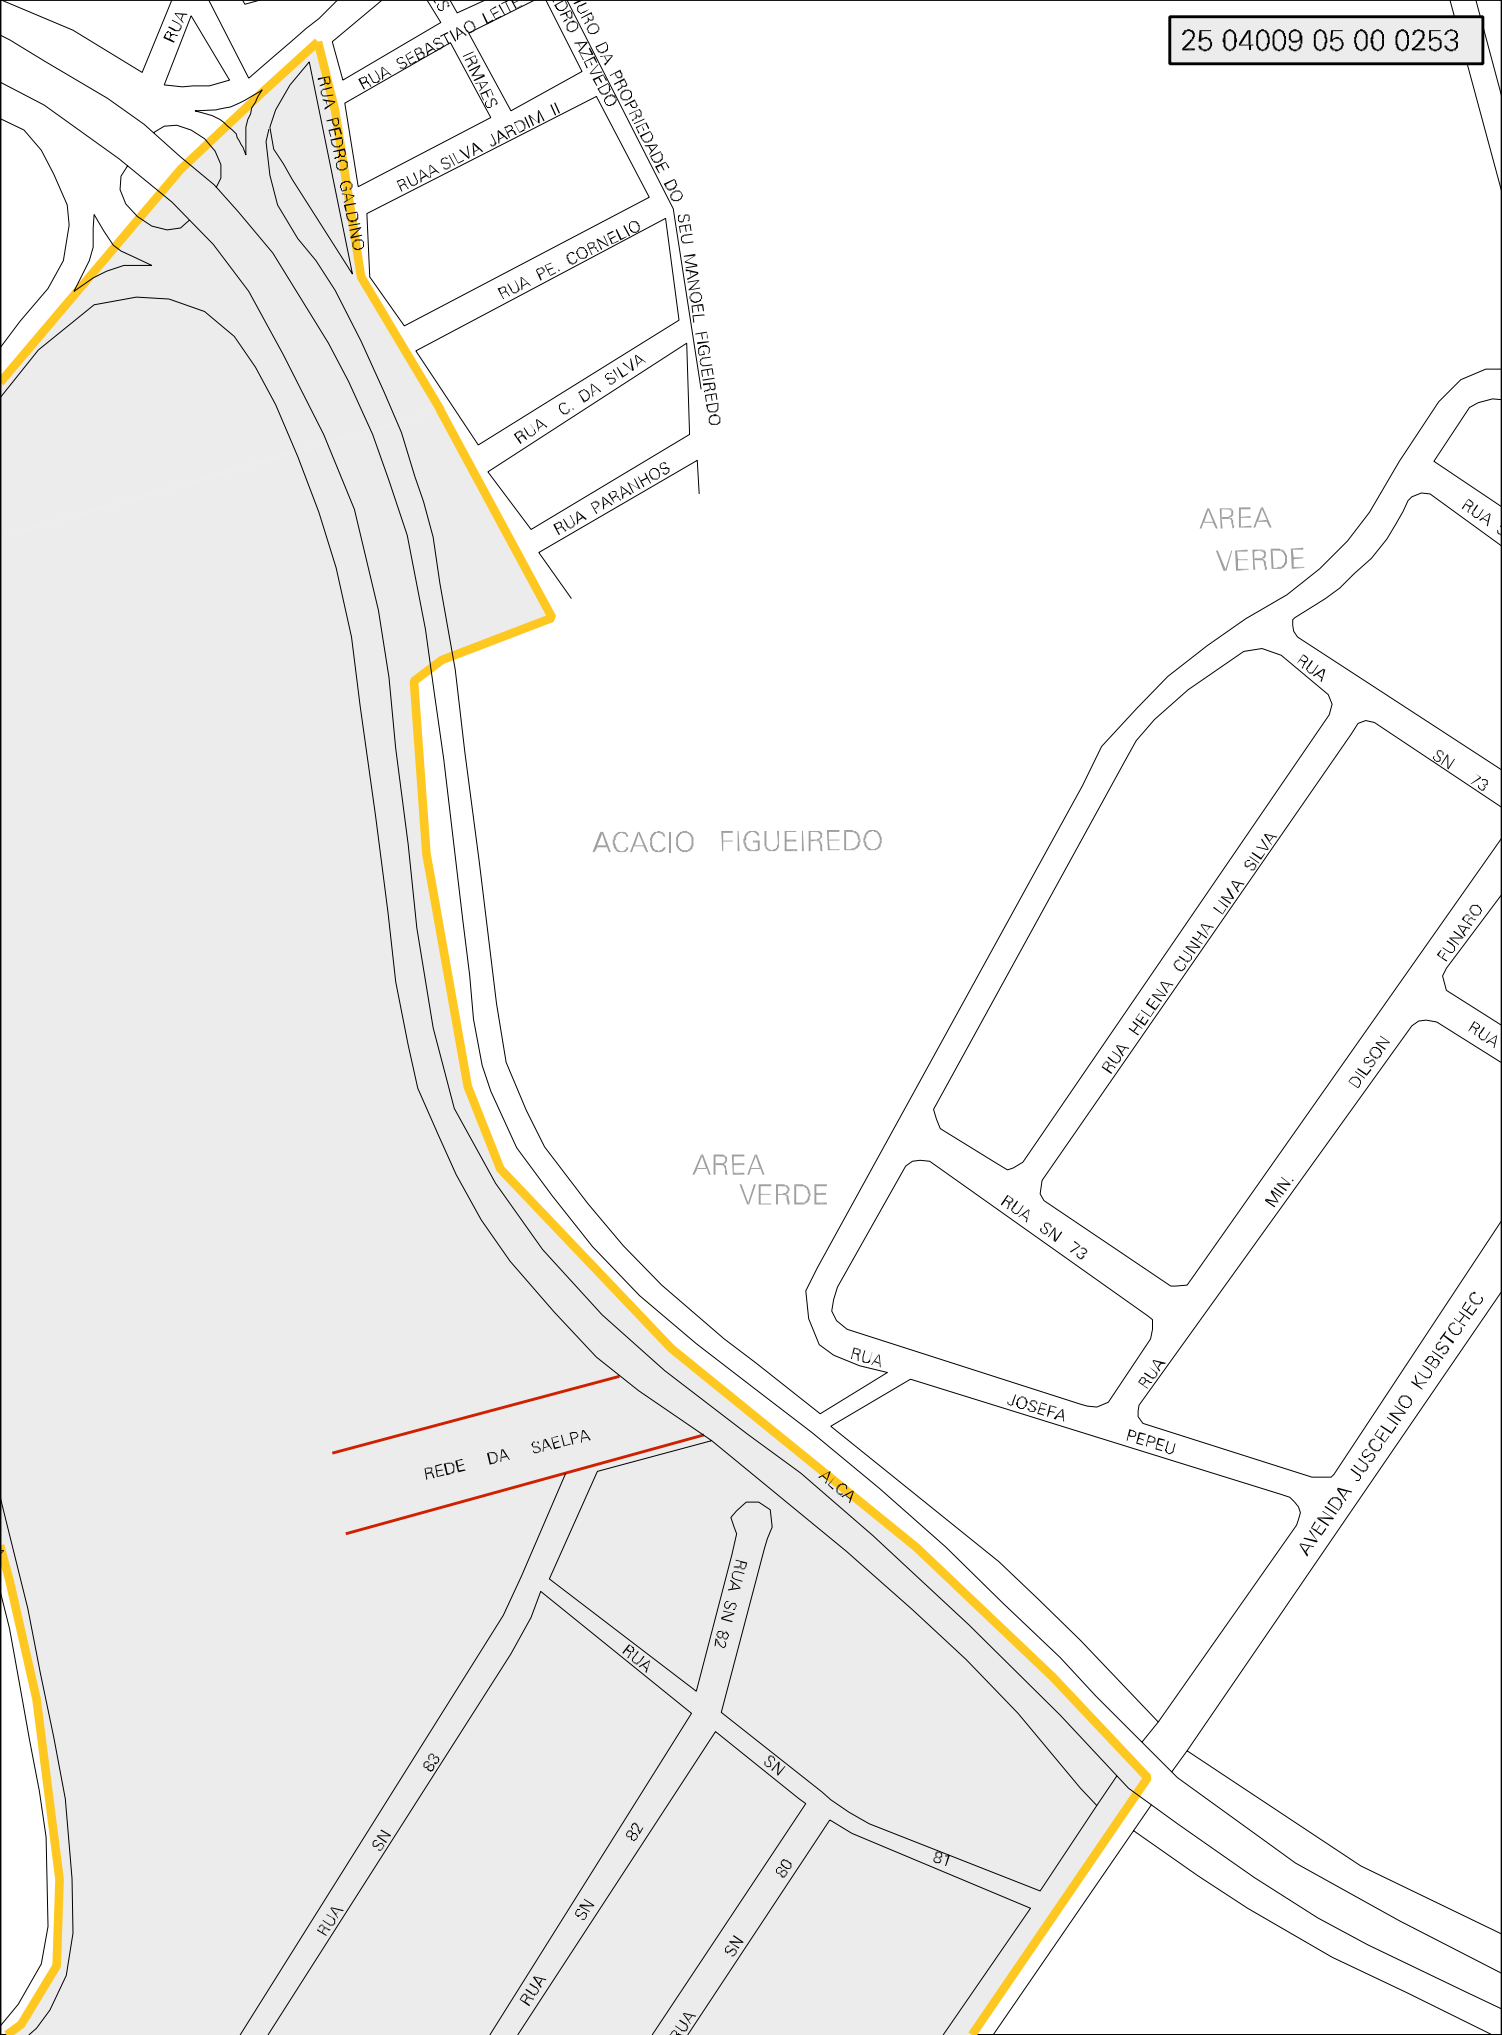 25 04009 05 00 0253
RUA
RUA SEBASTIAO LEITE
IRMAES
DRO AZEVEDO
URO DA PROPRIEDADE DO SEU MANOEL FIGUEIREDO
RUA PEDRO GALDINO
RUAA SILVA JARDIM II
RUA PE. CORNELIO
RUA C. DA SILVA
RUA PARANHOS
AREA
VERDE
RUA
RUA SN 73
ACACIO FIGUEIREDO
RUA HELENA CUNHA LIMA SILVA
RUA MIN. DILSON FUNARO
RUA
AREA
VERDE
RUA SN 73
RUA JOSEFA PEPEU
AVENIDA JUSCELINO KUBISTCHEC
REDE DA SAELPA
ALCA
RUA SN 82
RUA SN 81
RUA SN 83
RUA SN 82
RUA SN 80